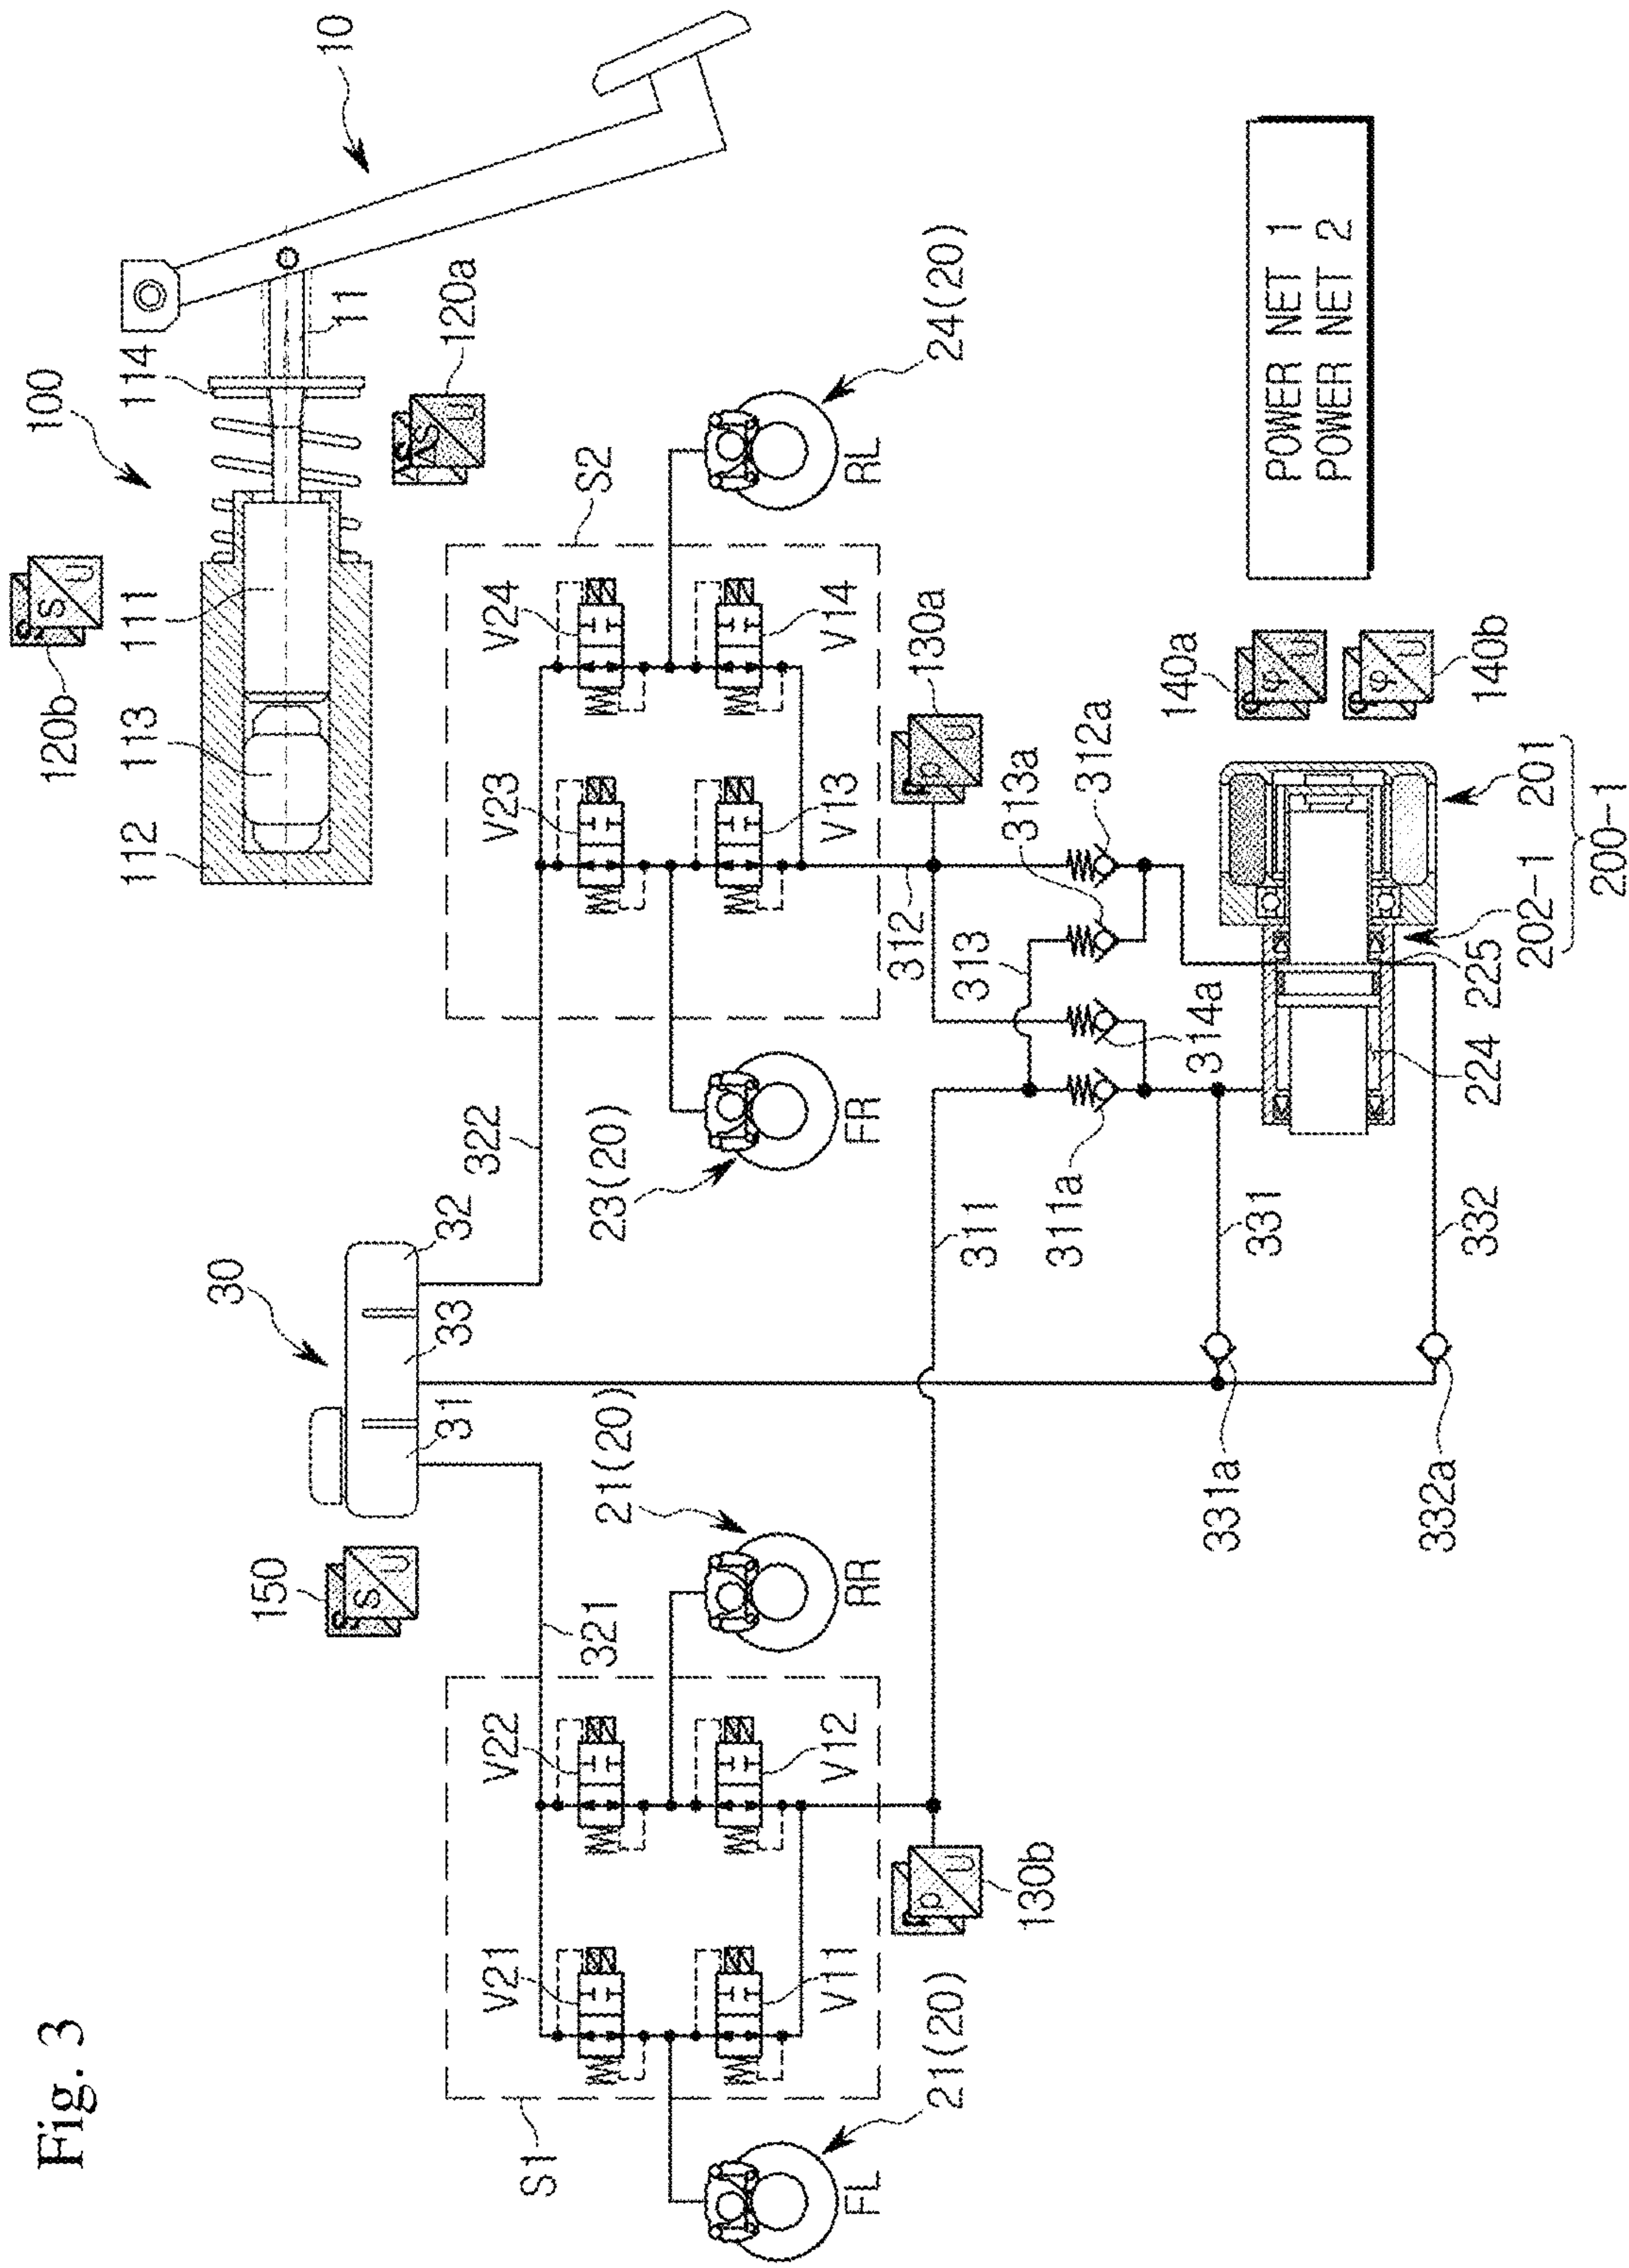 Fig. 3
10
100
114
11
120a
120b
111
113
112
S2
24(20)
RL
V24
V14
V23
V13
130a
140a
140b
POWER NET 1
POWER NET 2
322
23(20)
FR
312
313
313a
312a
314a
311a
311
201
202-1
200-1
225
224
30
32
33
31
331
332
331a
332a
150
321
21(20)
RR
V22
V12
V21
V11
130b
S1
21(20)
FL
S
U
S
U
S
U
p
U
p
U
φ
U
φ
U